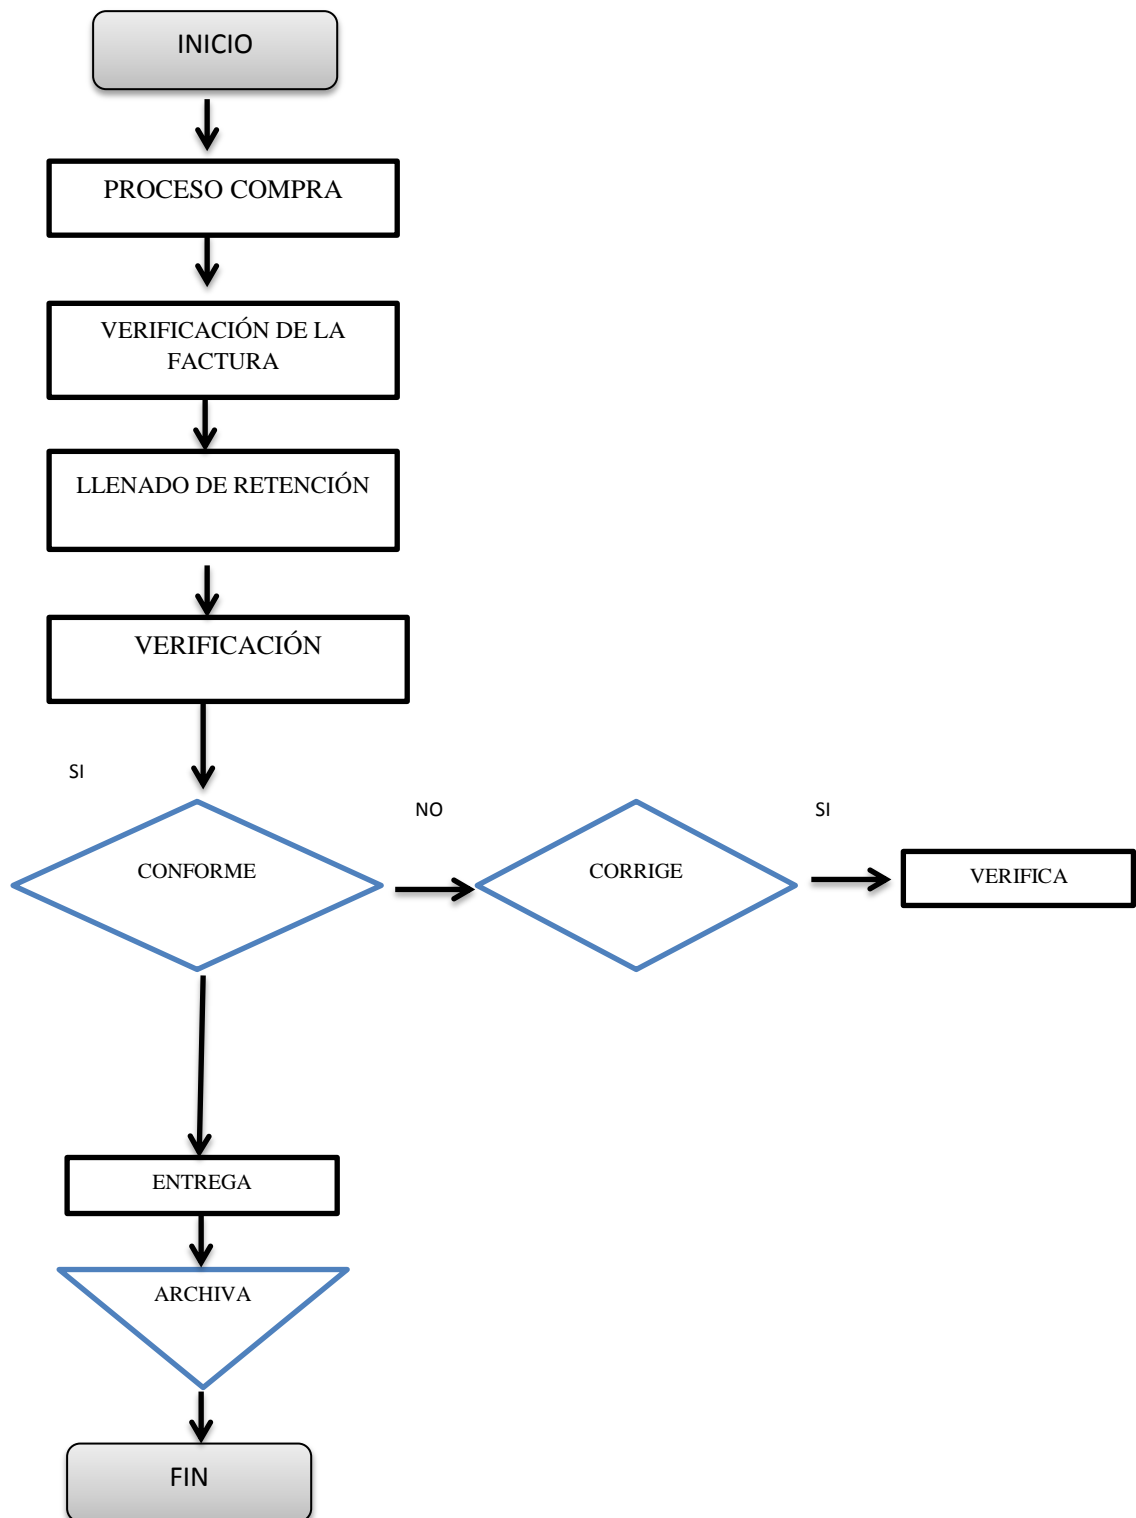 INICIO
PROCESO COMPRA
VERIFICACIÓN DE LA
FACTURA
LLENADO DE RETENCIÓN
VERIFICACIÓN
SI
NO
SI
CONFORME
CORRIGE
VERIFICA
ENTREGA
ARCHIVA
FIN